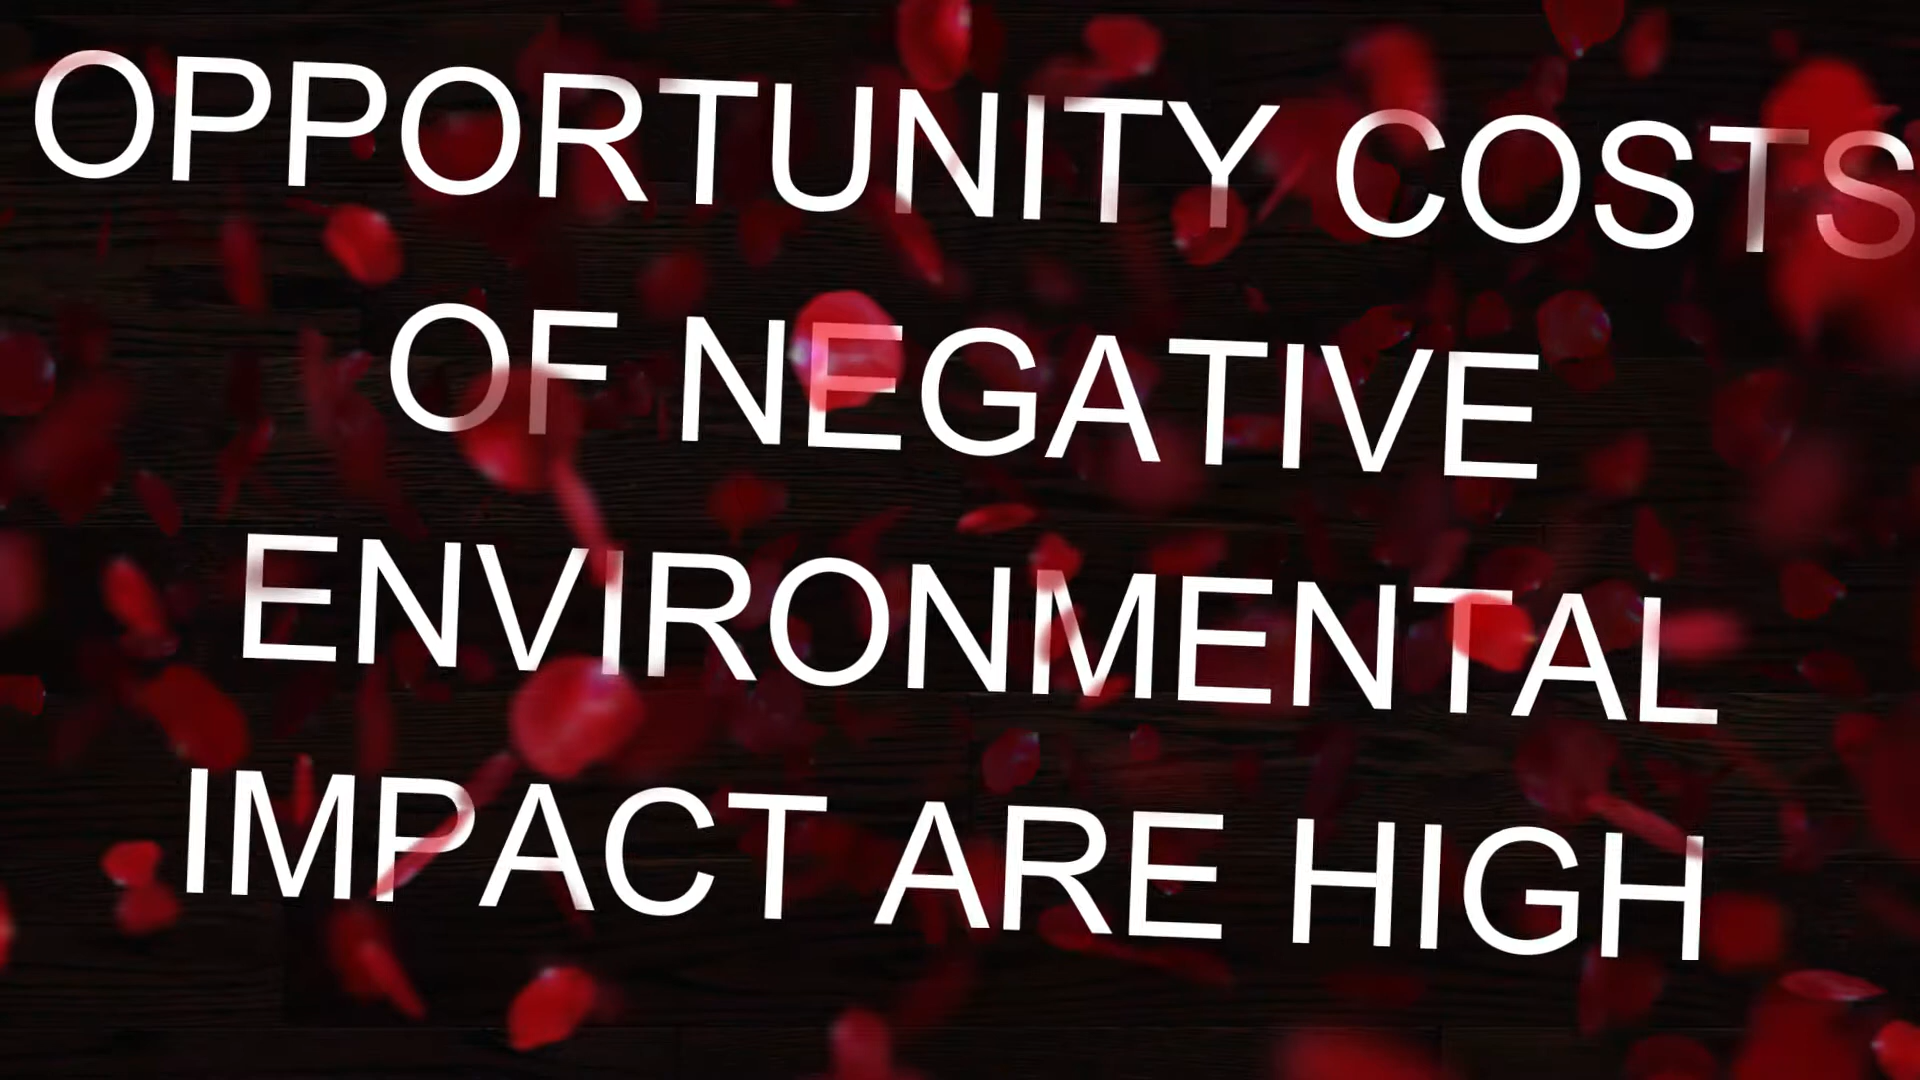 OPPORTUNITY COSTS
OF NEGATIVE
ENVIRONMENTAL
IMPACT ARE HIGH